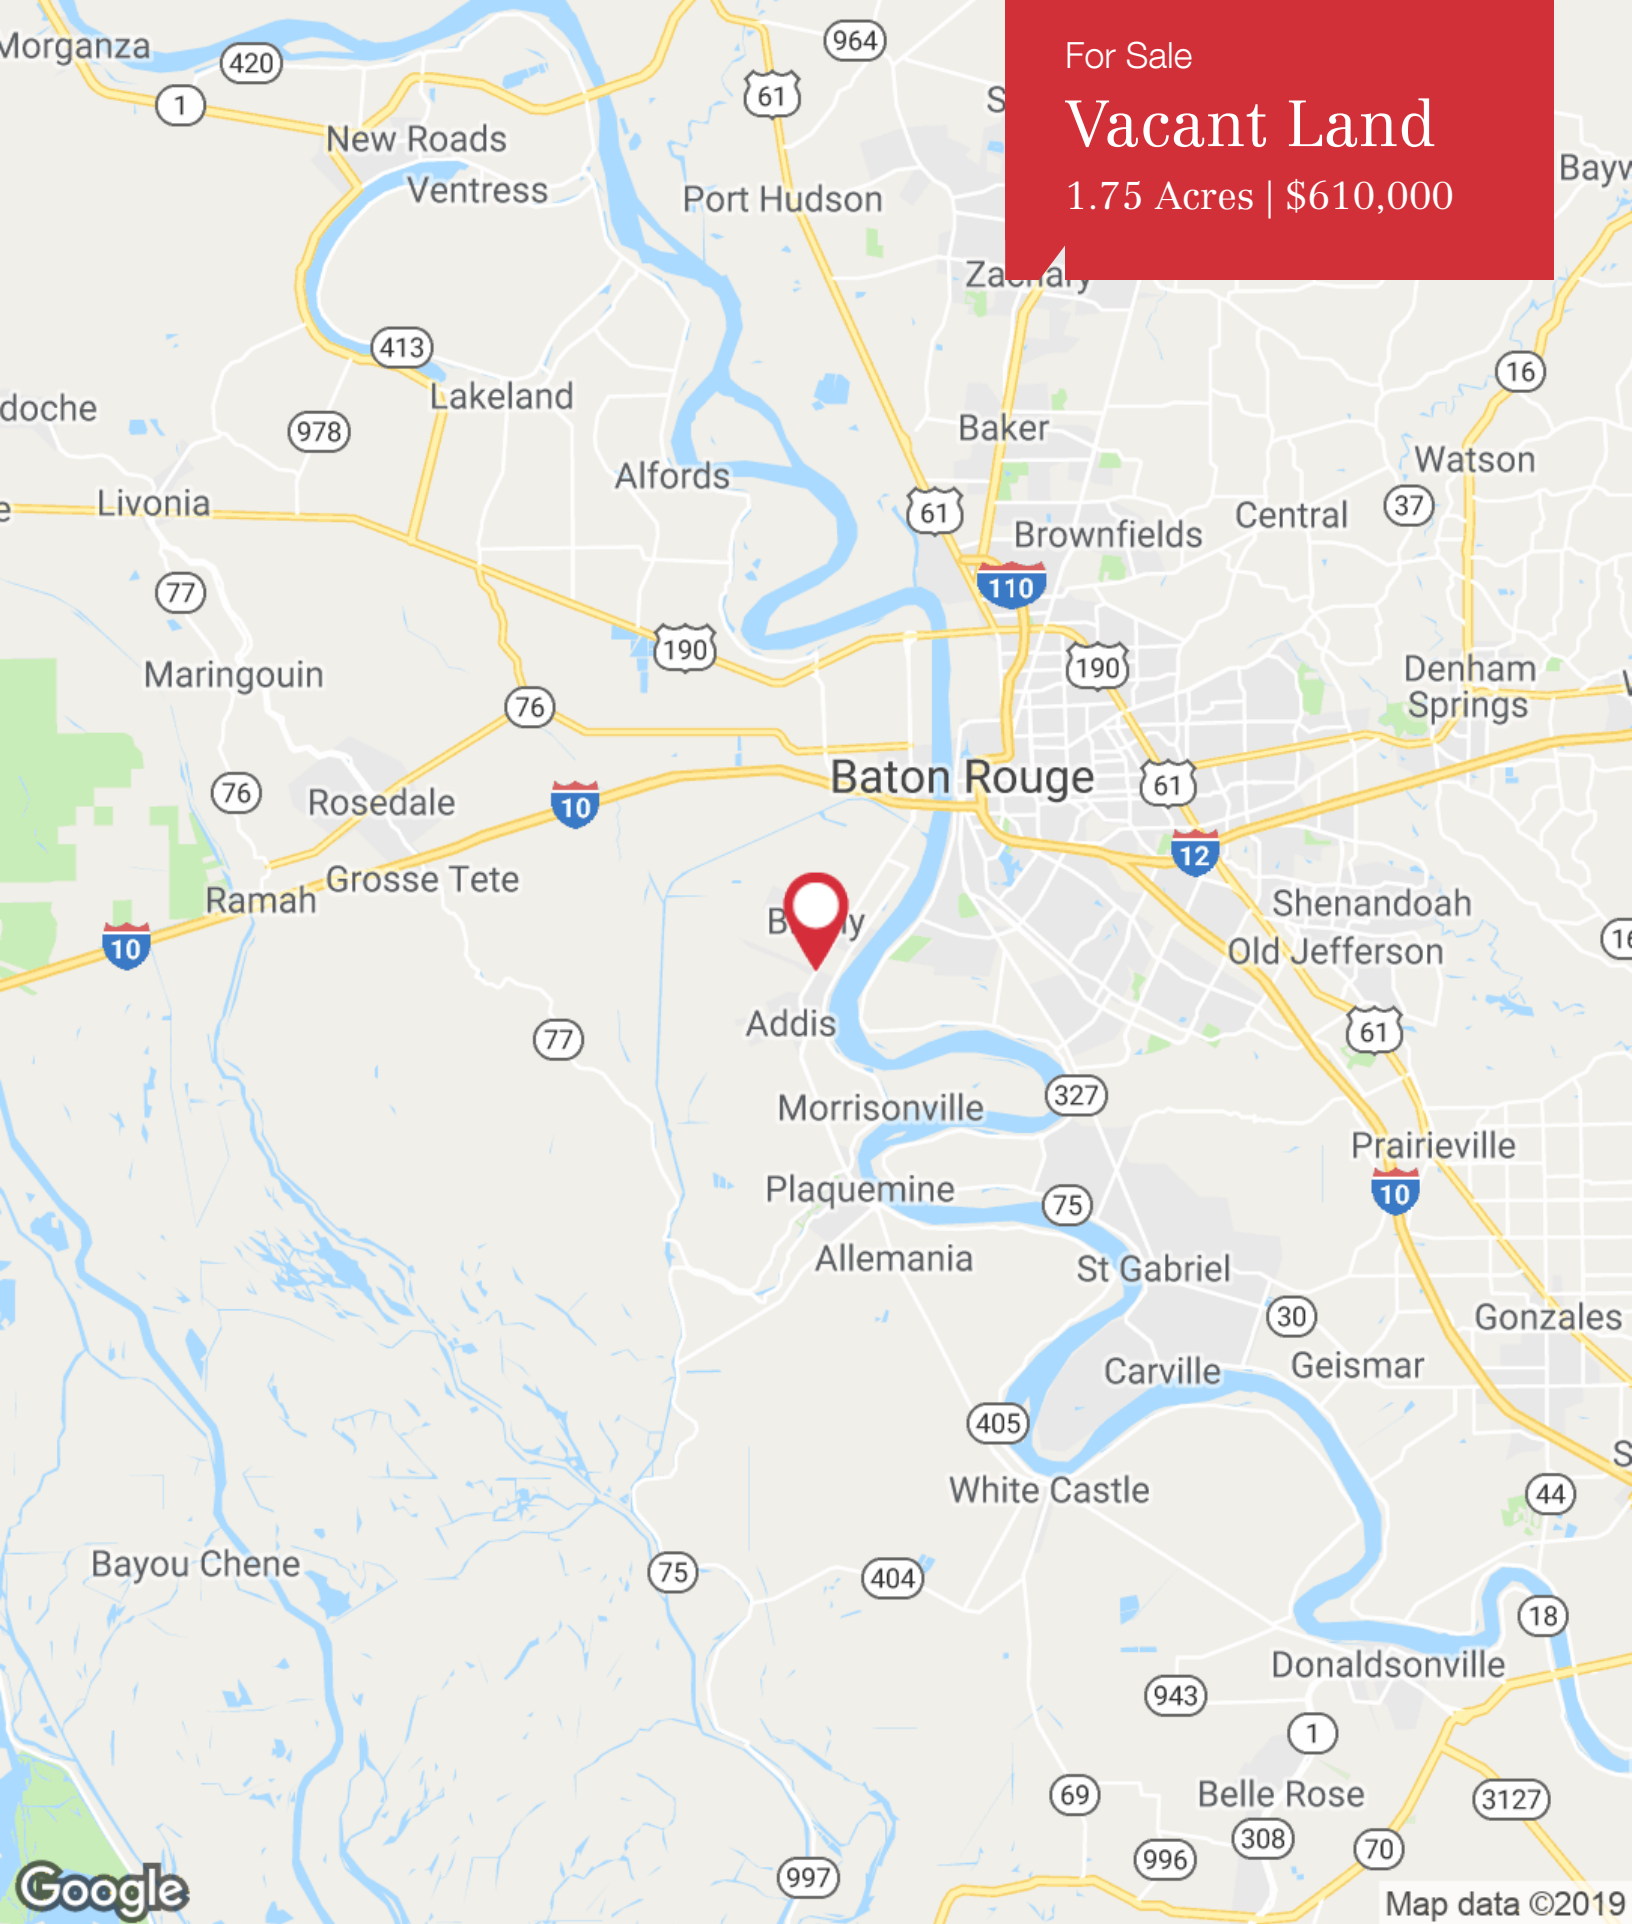 For Sale
Vacant Land
1.75 Acres | $610,000
Morganza
420
964
1
61
New Roads
Ventress
Port Hudson
413
16
Lakeland
978
Baker
Watson
Alfords
Livonia
61
Central
37
Brownfields
77
110
190
190
Maringouin
Denham
Springs
76
Baton Rouge
61
76
Rosedale
10
12
Grosse Tete
Ramah
Shenandoah
10
Old Jefferson
Addis
61
77
327
Morrisonville
Prairieville
Plaquemine
10
75
Allemania
St Gabriel
30
Gonzales
Carville
Geismar
405
White Castle
44
Bayou Chene
75
404
18
Donaldsonville
943
1
69
Belle Rose
3127
308
70
996
997
Google
Map data ©2019